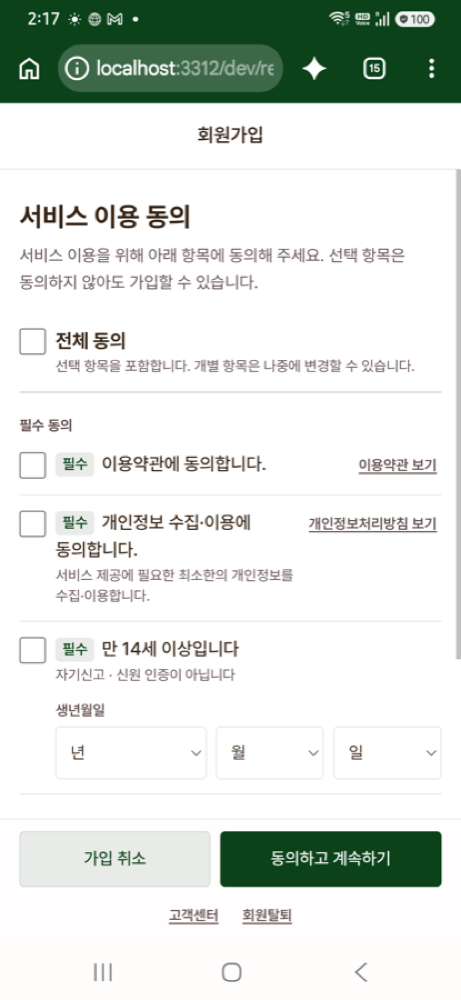 2:17
100
localhost:3312/dev/re
15
회원가입
서비스 이용 동의
서비스 이용을 위해 아래 항목에 동의해 주세요. 선택 항목은
동의하지 않아도 가입할 수 있습니다.
전체 동의
선택 항목을 포함합니다. 개별 항목은 나중에 변경할 수 있습니다.
필수 동의
필수 이용약관에 동의합니다. 이용약관 보기
필수 개인정보 수집·이용에 개인정보처리방침 보기
동의합니다.
서비스 제공에 필요한 최소한의 개인정보를
수집·이용합니다.
필수 만 14세 이상입니다
자기신고 · 신원 인증이 아닙니다
생년월일
년 월 일
가입 취소 동의하고 계속하기
고객센터 회원탈퇴